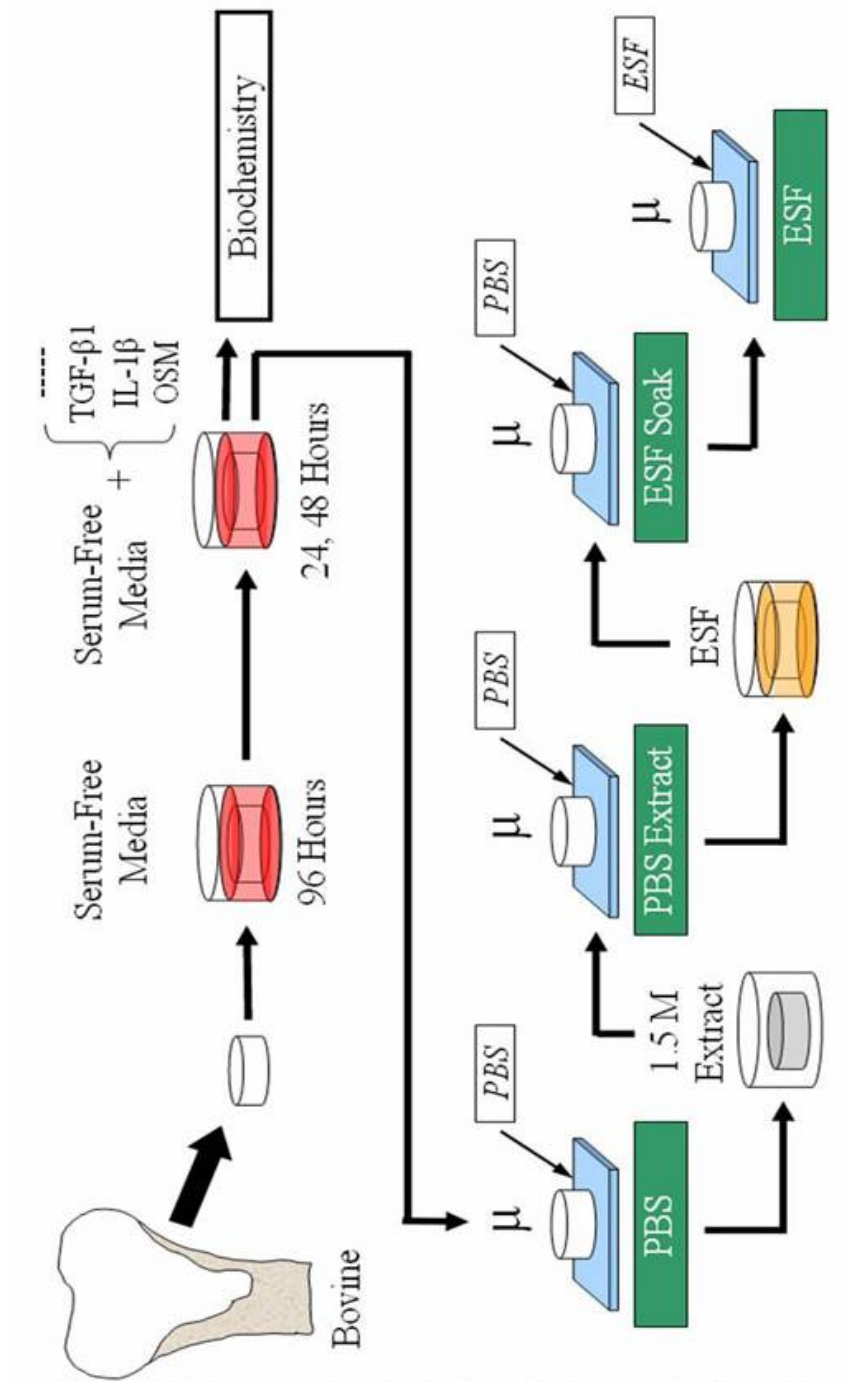 Bovine
Serum-Free
Media
96 Hours
Serum-Free
Media
+
-----
TGF-β1
IL-1β
OSM
24, 48 Hours
Biochemistry
μ
PBS
PBS
1.5 M
Extract
μ
PBS
PBS Extract
ESF
μ
PBS
ESF Soak
μ
ESF
ESF